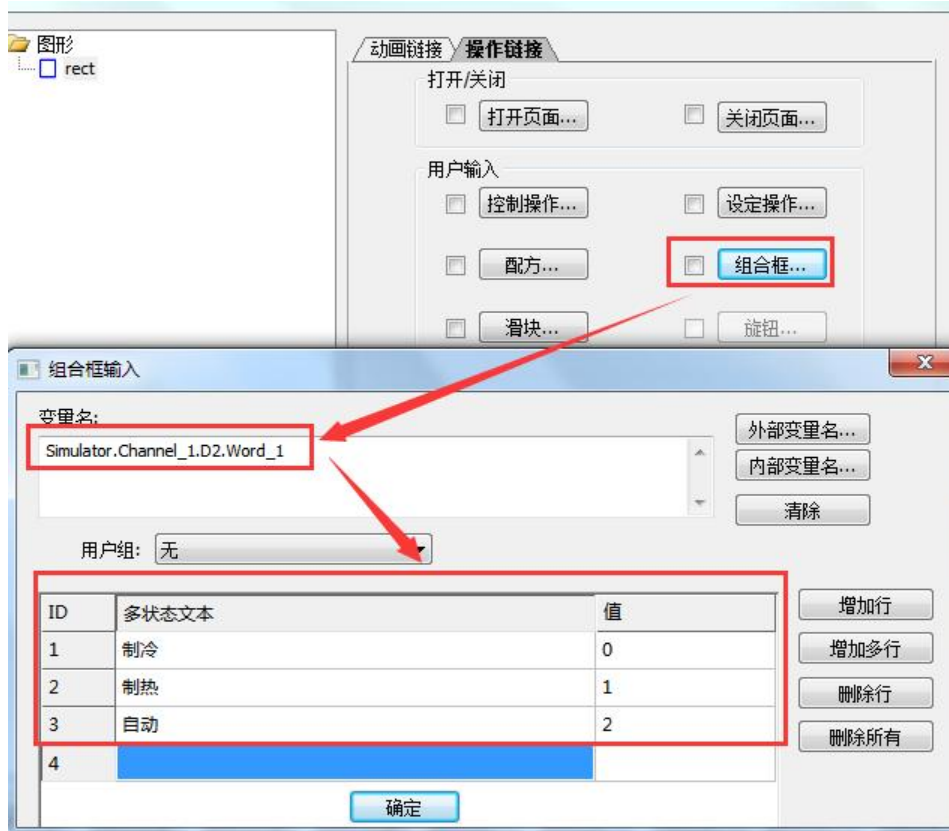 图形
rect
动画链接 操作链接
打开/关闭
打开页面... 关闭页面...
用户输入
控制操作... 设定操作...
配方... 组合框...
滑块... 旋钮...
组合框输入
变量名:
Simulator.Channel_1.D2.Word_1
外部变量名...
内部变量名...
清除
用户组: 无
ID 多状态文本 值
1 制冷 0
2 制热 1
3 自动 2
4
增加行
增加多行
删除行
删除所有
确定